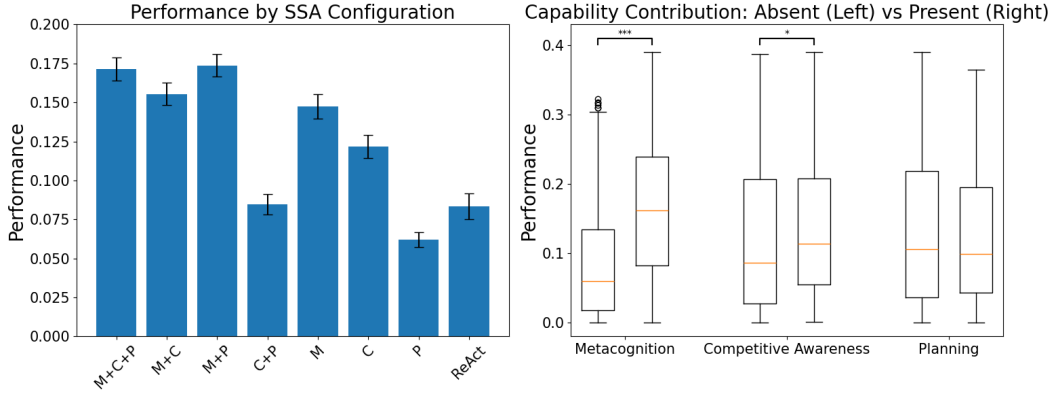 Performance by SSA Configuration
Performance
0.200
0.175
0.150
0.125
0.100
0.075
0.050
0.025
0.000
M+C+P
M+C
M+P
C+P
M
C
P
ReAct
Capability Contribution: Absent (Left) vs Present (Right)
Performance
0.4
0.3
0.2
0.1
0.0
***
*
Metacognition
Competitive Awareness
Planning